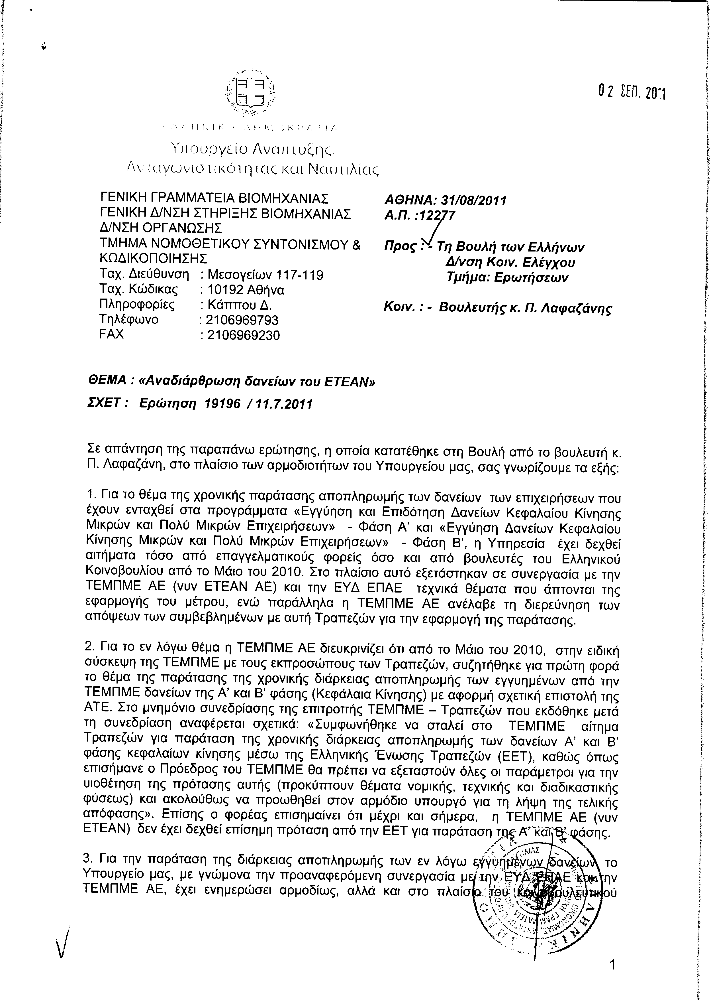 02 ΣΕΠ. 2011
ΕΛΛΗΝΙΚΗ ΔΗΜΟΚΡΑΤΙΑ
Υπουργείο Ανάπτυξης,
Ανταγωνιστικότητας και Ναυτιλίας
ΓΕΝΙΚΗ ΓΡΑΜΜΑΤΕΙΑ ΒΙΟΜΗΧΑΝΙΑΣ
ΓΕΝΙΚΗ Δ/ΝΣΗ ΣΤΗΡΙΞΗΣ ΒΙΟΜΗΧΑΝΙΑΣ
Δ/ΝΣΗ ΟΡΓΑΝΩΣΗΣ
ΤΜΗΜΑ ΝΟΜΟΘΕΤΙΚΟΥ ΣΥΝΤΟΝΙΣΜΟΥ &
ΚΩΔΙΚΟΠΟΙΗΣΗΣ
Ταχ. Διεύθυνση : Μεσογείων 117-119
Ταχ. Κώδικας : 10192 Αθήνα
Πληροφορίες : Κάππου Δ.
Τηλέφωνο : 2106969793
FAX : 2106969230
ΑΘΗΝΑ: 31/08/2011
Α.Π. :12277
Προς : - Τη Βουλή των Ελλήνων
Δ/νση Κοιν. Ελέγχου
Τμήμα: Ερωτήσεων
Κοιν. : - Βουλευτής κ. Π. Λαφαζάνης
ΘΕΜΑ : «Αναδιάρθρωση δανείων του ΕΤΕΑΝ»
ΣΧΕΤ : Ερώτηση 19196 / 11.7.2011
Σε απάντηση της παραπάνω ερώτησης, η οποία κατατέθηκε στη Βουλή από το βουλευτή κ.
Π. Λαφαζάνη, στο πλαίσιο των αρμοδιοτήτων του Υπουργείου μας, σας γνωρίζουμε τα εξής:
1. Για το θέμα της χρονικής παράτασης αποπληρωμής των δανείων των επιχειρήσεων που
έχουν ενταχθεί στα προγράμματα «Εγγύηση και Επιδότηση Δανείων Κεφαλαίου Κίνησης
Μικρών και Πολύ Μικρών Επιχειρήσεων» - Φάση Α' και «Εγγύηση Δανείων Κεφαλαίου
Κίνησης Μικρών και Πολύ Μικρών Επιχειρήσεων» - Φάση Β', η Υπηρεσία έχει δεχθεί
αιτήματα τόσο από επαγγελματικούς φορείς όσο και από βουλευτές του Ελληνικού
Κοινοβουλίου από το Μάιο του 2010. Στο πλαίσιο αυτό εξετάστηκαν σε συνεργασία με την
ΤΕΜΠΜΕ ΑΕ (νυν ΕΤΕΑΝ ΑΕ) και την ΕΥΔ ΕΠΑΕ τεχνικά θέματα που άπτονται της
εφαρμογής του μέτρου, ενώ παράλληλα η ΤΕΜΠΜΕ ΑΕ ανέλαβε τη διερεύνηση των
απόψεων των συμβεβλημένων με αυτή Τραπεζών για την εφαρμογή της παράτασης.
2. Για το εν λόγω θέμα η ΤΕΜΠΜΕ ΑΕ διευκρινίζει ότι από το Μάιο του 2010, στην ειδική
σύσκεψη της ΤΕΜΠΜΕ με τους εκπροσώπους των Τραπεζών, συζητήθηκε για πρώτη φορά
το θέμα της παράτασης της χρονικής διάρκειας αποπληρωμής των εγγυημένων από την
ΤΕΜΠΜΕ δανείων της Α' και Β' φάσης (Κεφάλαια Κίνησης) με αφορμή σχετική επιστολή της
ΑΤΕ. Στο μνημόνιο συνεδρίασης της επιτροπής ΤΕΜΠΜΕ – Τραπεζών που εκδόθηκε μετά
τη συνεδρίαση αναφέρεται σχετικά: «Συμφωνήθηκε να σταλεί στο ΤΕΜΠΜΕ αίτημα
Τραπεζών για παράταση της χρονικής διάρκειας αποπληρωμής των δανείων Α' και Β'
φάσης κεφαλαίων κίνησης μέσω της Ελληνικής Ένωσης Τραπεζών (ΕΕΤ), καθώς όπως
επισήμανε ο Πρόεδρος του ΤΕΜΠΜΕ θα πρέπει να εξεταστούν όλες οι παράμετροι για την
υιοθέτηση της πρότασης αυτής (προκύπτουν θέματα νομικής, τεχνικής και διαδικαστικής
φύσεως) και ακολούθως να προωθηθεί στον αρμόδιο υπουργό για τη λήψη της τελικής
απόφασης». Επίσης ο φορέας επισημαίνει ότι μέχρι και σήμερα, η ΤΕΜΠΜΕ ΑΕ (νυν
ΕΤΕΑΝ) δεν έχει δεχθεί επίσημη πρόταση από την ΕΕΤ για παράταση της Α' και Β' φάσης.
3. Για την παράταση της διάρκειας αποπληρωμής των εν λόγω εγγυημένων δανείων το
Υπουργείο μας, με γνώμονα την προαναφερόμενη συνεργασία με την ΕΥΔ ΕΠΑΕ και την
ΤΕΜΠΜΕ ΑΕ, έχει ενημερώσει αρμοδίως, αλλά και στο πλαίσιο του κοινοβουλευτικού
1